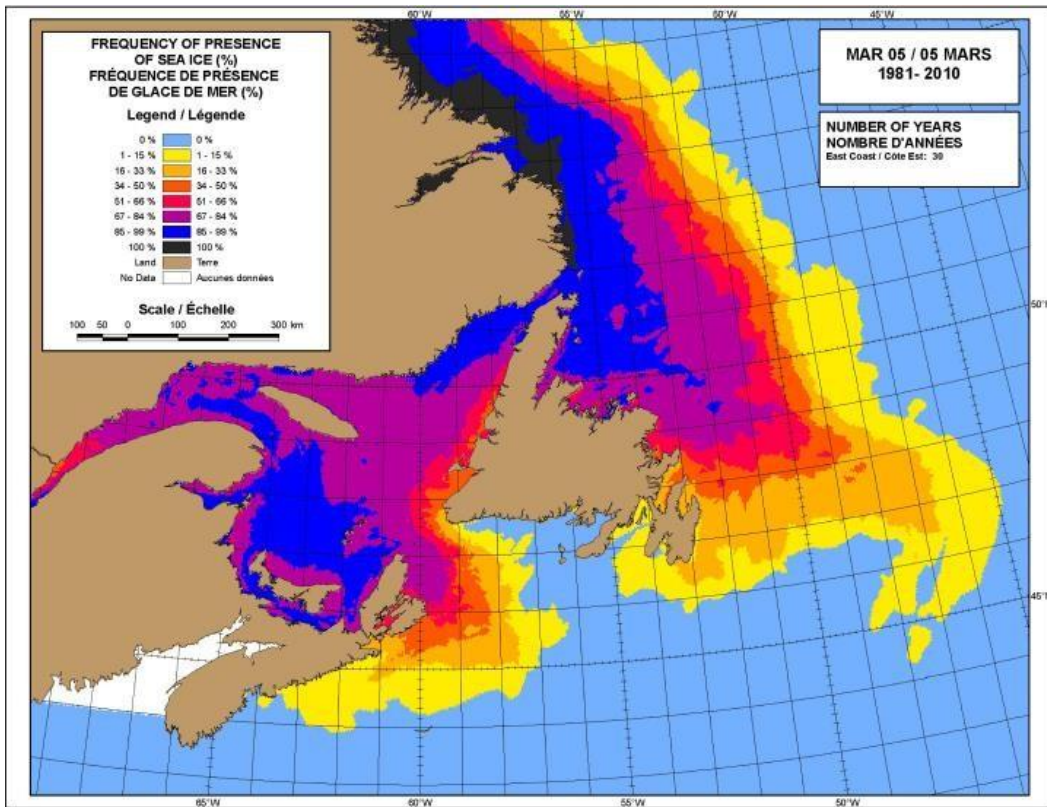 60°W
55°W
50°W
45°W
FREQUENCY OF PRESENCE
OF SEA ICE (%)
FRÉQUENCE DE PRÉSENCE
DE GLACE DE MER (%)
Legend / Légende
0 % 0 %
1 - 15 % 1 - 15 %
16 - 33 % 16 - 33 %
34 - 50 % 34 - 50 %
51 - 66 % 51 - 66 %
67 - 84 % 67 - 84 %
85 - 99 % 85 - 99 %
100 % 100 %
Land Terre
No Data Aucunes données
Scale / Échelle
100 50 0 100 200 300 km
MAR 05 / 05 MARS
1981- 2010
NUMBER OF YEARS
NOMBRE D'ANNÉES
East Coast / Côte Est: 30
50°N
45°N
65°W
60°W
55°W
50°W